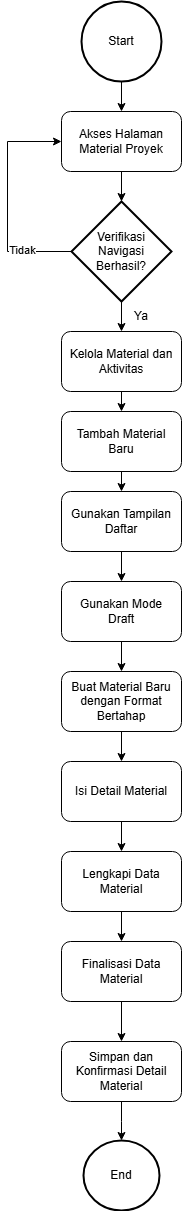 Start
Akses Halaman
Material Proyek
Verifikasi
Navigasi
Berhasil?
Tidak
Ya
Kelola Material dan
Aktivitas
Tambah Material
Baru
Gunakan Tampilan
Daftar
Gunakan Mode
Draft
Buat Material Baru
dengan Format
Bertahap
Isi Detail Material
Lengkapi Data
Material
Finalisasi Data
Material
Simpan dan
Konfirmasi Detail
Material
End